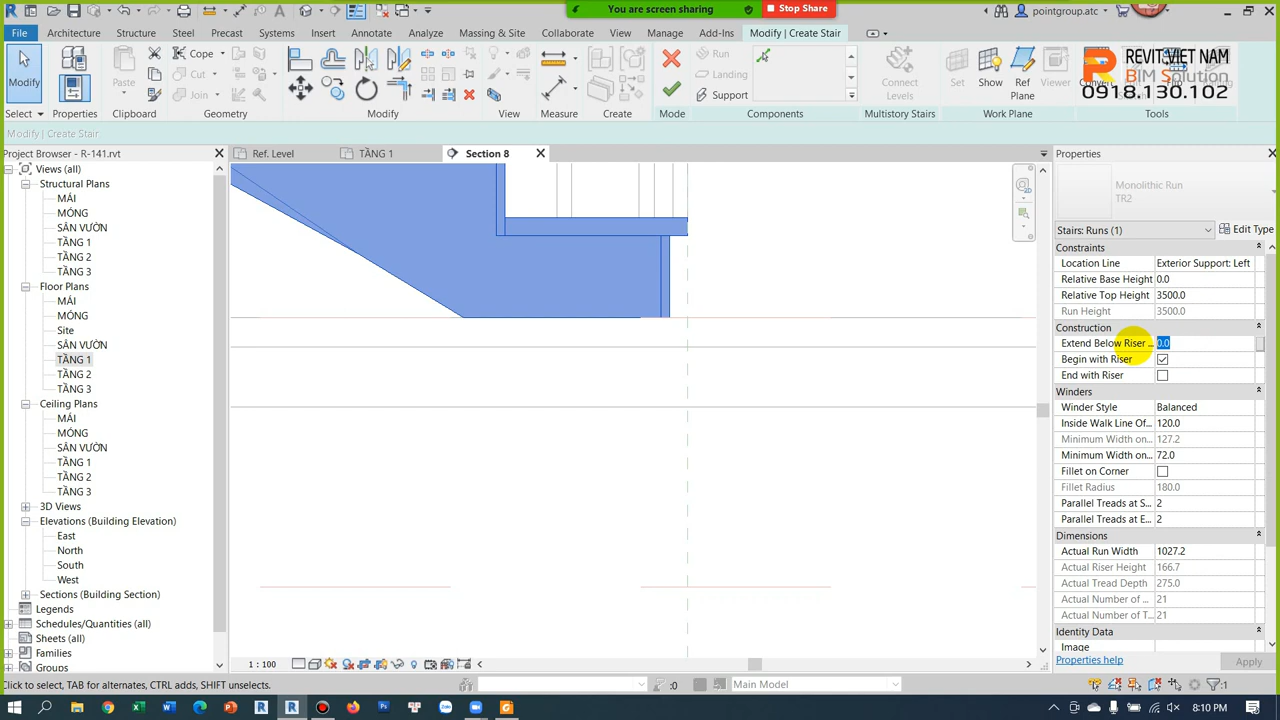 You are screen sharing
Stop Share
pointgroup.atc
File
Architecture
Structure
Steel
Precast
Systems
Insert
Annotate
Analyze
Massing & Site
Collaborate
View
Manage
Add-Ins
Modify | Create Stair
Modify
Paste
Cope
Cut
Join
Run
Landing
Support
Connect
Levels
Set
Show
Ref
Plane
Viewer
REVIT.VIET NAM
BIM Solution
0918.130.102
Select
Properties
Clipboard
Geometry
Modify
View
Measure
Create
Mode
Components
Multistory Stairs
Work Plane
Tools
Modify | Create Stair
Project Browser - R-141.rvt
Ref. Level
TẦNG 1
Section 8
Properties
Views (all)
Structural Plans
MÁI
MÓNG
SÂN VƯỜN
TẦNG 1
TẦNG 2
TẦNG 3
Floor Plans
MÁI
MÓNG
Site
SÂN VƯỜN
TẦNG 1
TẦNG 2
TẦNG 3
Ceiling Plans
MÁI
MÓNG
SÂN VƯỜN
TẦNG 1
TẦNG 2
TẦNG 3
3D Views
Elevations (Building Elevation)
East
North
South
West
Sections (Building Section)
Legends
Schedules/Quantities (all)
Sheets (all)
Families
Groups
Monolithic Run
TR2
Stairs: Runs (1)
Edit Type
Constraints
Location Line Exterior Support: Left
Relative Base Height 0.0
Relative Top Height 3500.0
Run Height 3500.0
Construction
Extend Below Riser ... 0.0
Begin with Riser
End with Riser
Winders
Winder Style Balanced
Inside Walk Line Of... 120.0
Minimum Width on... 127.2
Minimum Width on... 72.0
Fillet on Corner
Fillet Radius 180.0
Parallel Treads at S... 2
Parallel Treads at E... 2
Dimensions
Actual Run Width 1027.2
Actual Riser Height 166.7
Actual Tread Depth 275.0
Actual Number of ... 21
Actual Number of T... 21
Identity Data
Image
Properties help
Apply
1 : 100
Click to select, TAB for alternates, CTRL adds, SHIFT unselects.
:0
Main Model
:1
8:10 PM